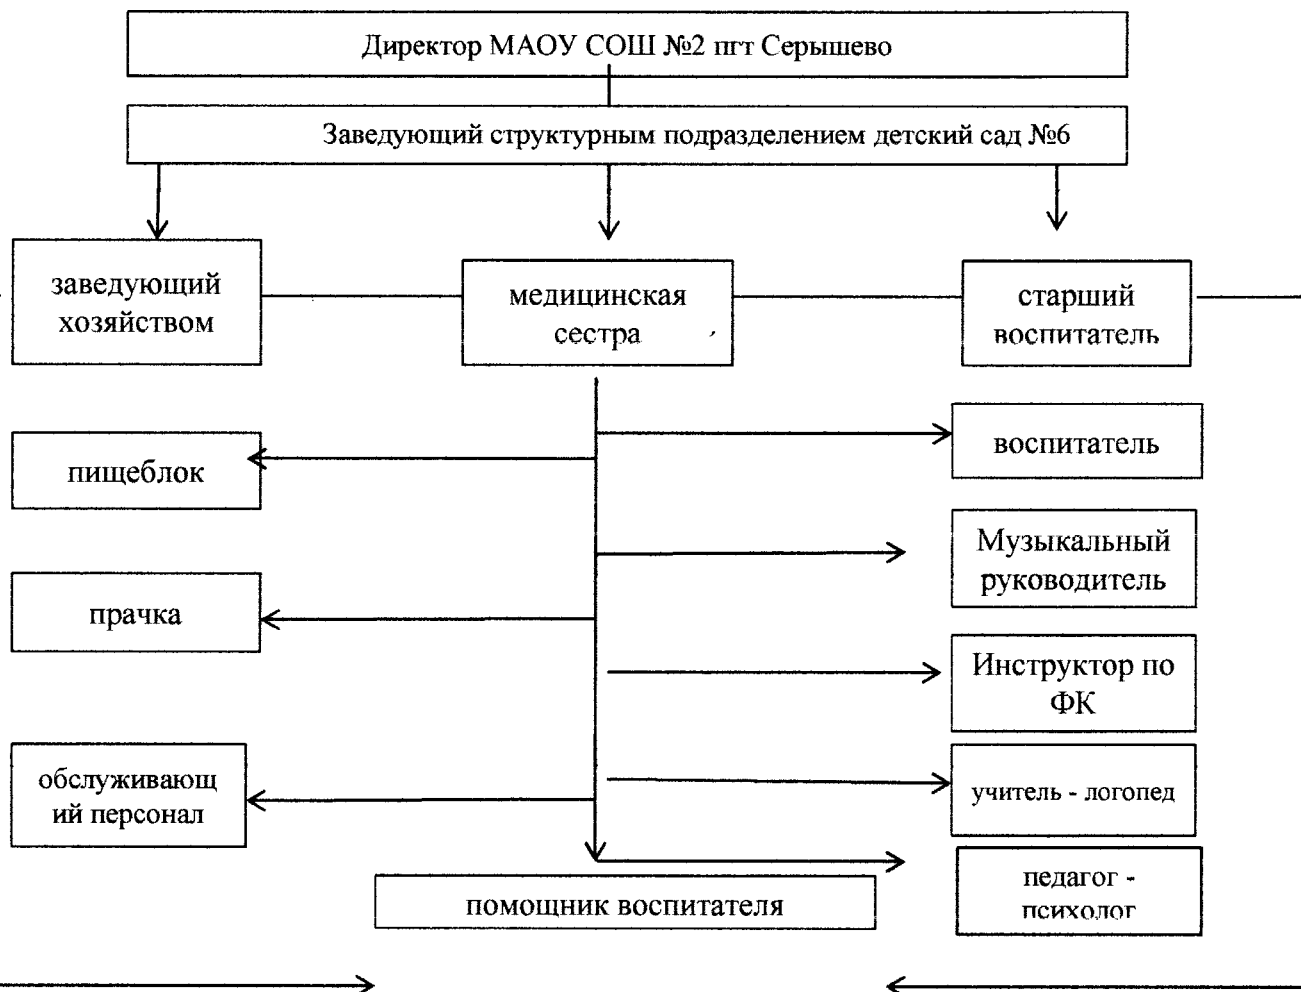 Директор МАОУ СОШ №2 пгт Серышево
Заведующий структурным подразделением детский сад №6
заведующий
хозяйством
медицинская
сестра
старший
воспитатель
пищеблок
воспитатель
Музыкальный
руководитель
прачка
Инструктор по
ФК
обслуживающ
ий персонал
учитель - логопед
помощник воспитателя
педагог -
психолог